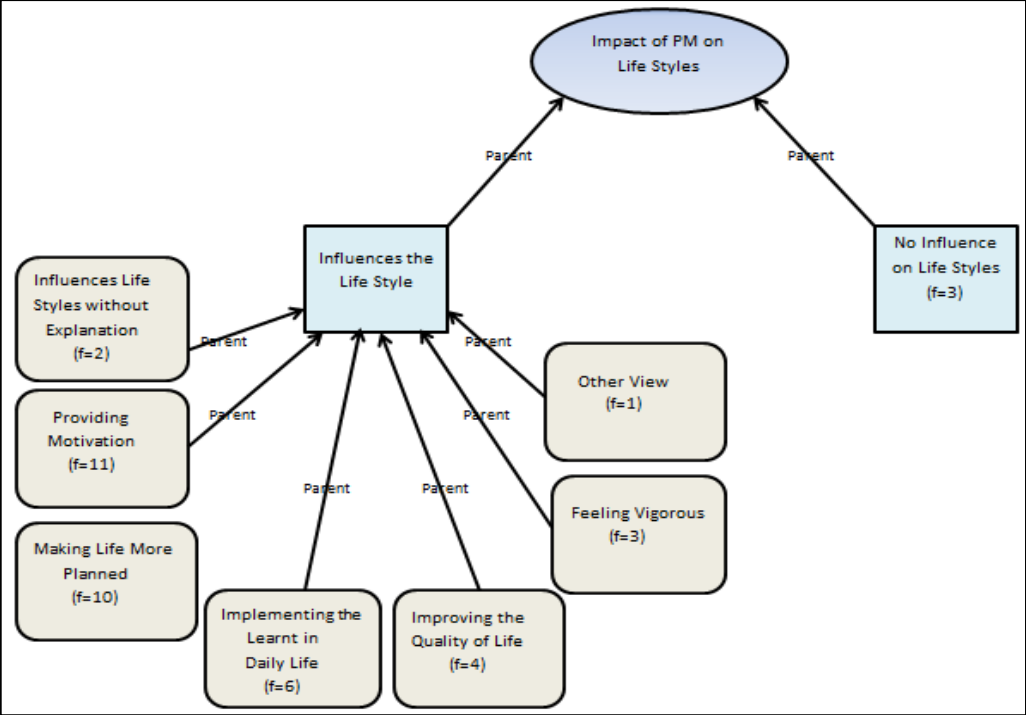 Impact of PM on
Life Styles
Parent
Parent
Influences the
Life Style
No Influence
on Life Styles
(f=3)
Influences Life
Styles without
Explanation
(f=2)
Parent
Parent
Other View
(f=1)
Providing
Motivation
(f=11)
Parent
Parent
Parent
Parent
Feeling Vigorous
(f=3)
Making Life More
Planned
(f=10)
Implementing the
Learnt in
Daily Life
(f=6)
Improving the
Quality of Life
(f=4)